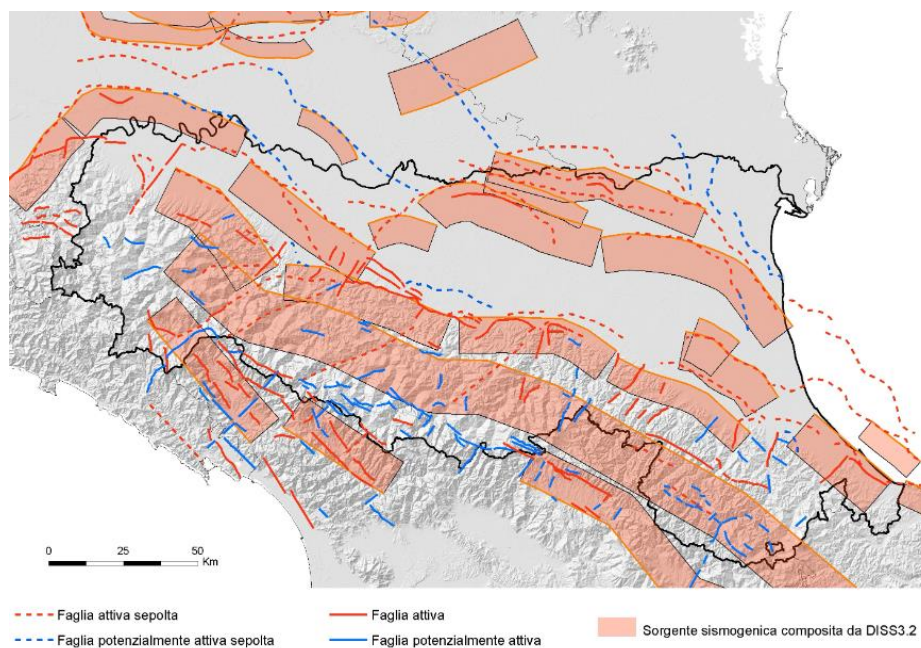 0 25 50
Km
Faglia attiva sepolta
Faglia attiva
Sorgente sismogenica composita da DISS3.2
Faglia potenzialmente attiva sepolta
Faglia potenzialmente attiva